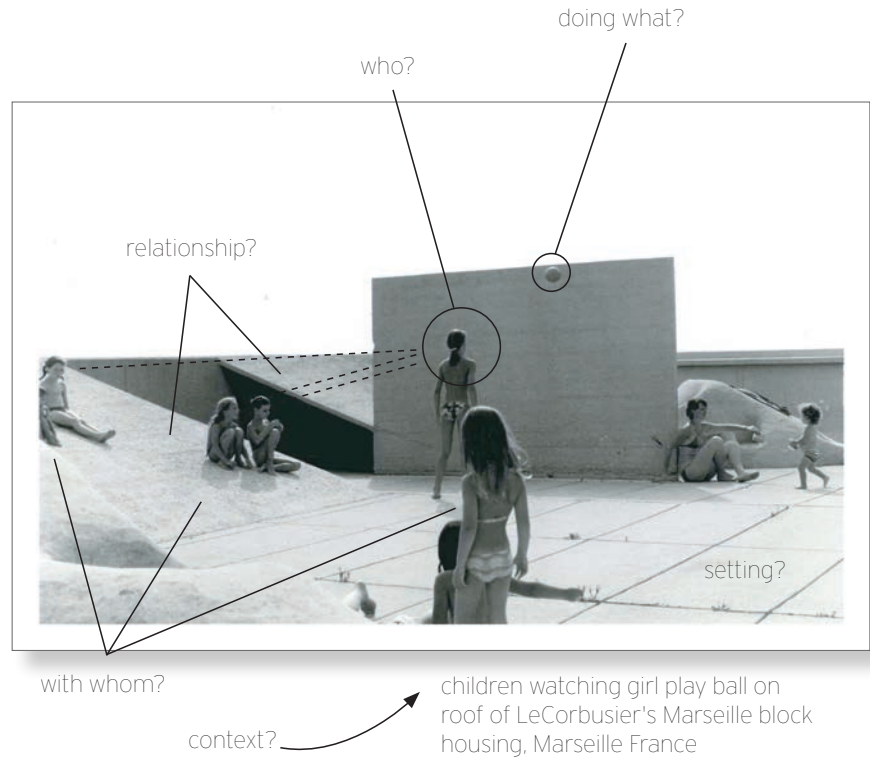 doing what?
who?
relationship?
setting?
with whom?
children watching girl play ball on
roof of LeCorbusier's Marseille block
housing, Marseille France
context?